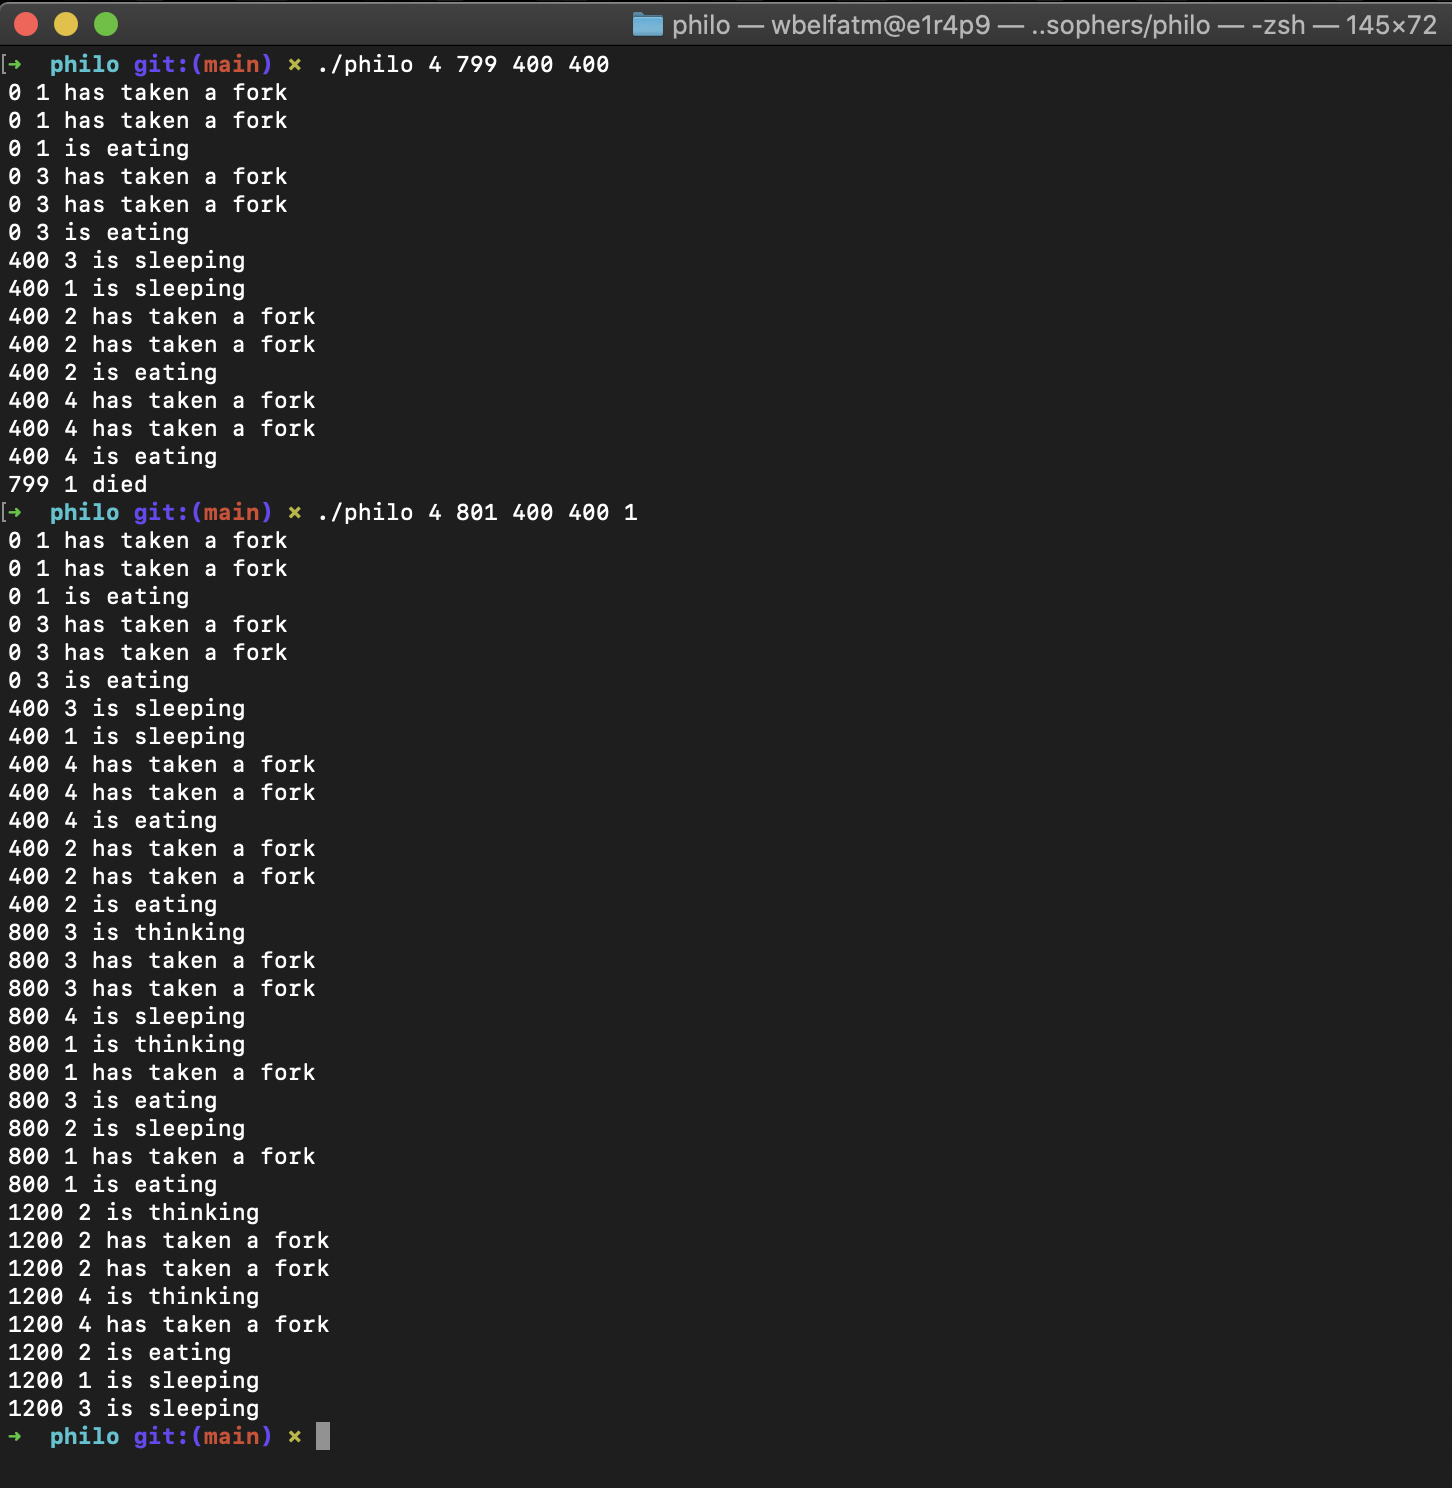 philo — wbelfatm@e1r4p9 — ..sophers/philo — -zsh — 145×72
[➜ philo git:(main) × ./philo 4 799 400 400
0 1 has taken a fork
0 1 has taken a fork
0 1 is eating
0 3 has taken a fork
0 3 has taken a fork
0 3 is eating
400 3 is sleeping
400 1 is sleeping
400 2 has taken a fork
400 2 has taken a fork
400 2 is eating
400 4 has taken a fork
400 4 has taken a fork
400 4 is eating
799 1 died
[➜ philo git:(main) × ./philo 4 801 400 400 1
0 1 has taken a fork
0 1 has taken a fork
0 1 is eating
0 3 has taken a fork
0 3 has taken a fork
0 3 is eating
400 3 is sleeping
400 1 is sleeping
400 4 has taken a fork
400 4 has taken a fork
400 4 is eating
400 2 has taken a fork
400 2 has taken a fork
400 2 is eating
800 3 is thinking
800 3 has taken a fork
800 3 has taken a fork
800 4 is sleeping
800 1 is thinking
800 1 has taken a fork
800 3 is eating
800 2 is sleeping
800 1 has taken a fork
800 1 is eating
1200 2 is thinking
1200 2 has taken a fork
1200 2 has taken a fork
1200 4 is thinking
1200 4 has taken a fork
1200 2 is eating
1200 1 is sleeping
1200 3 is sleeping
➜ philo git:(main) ×